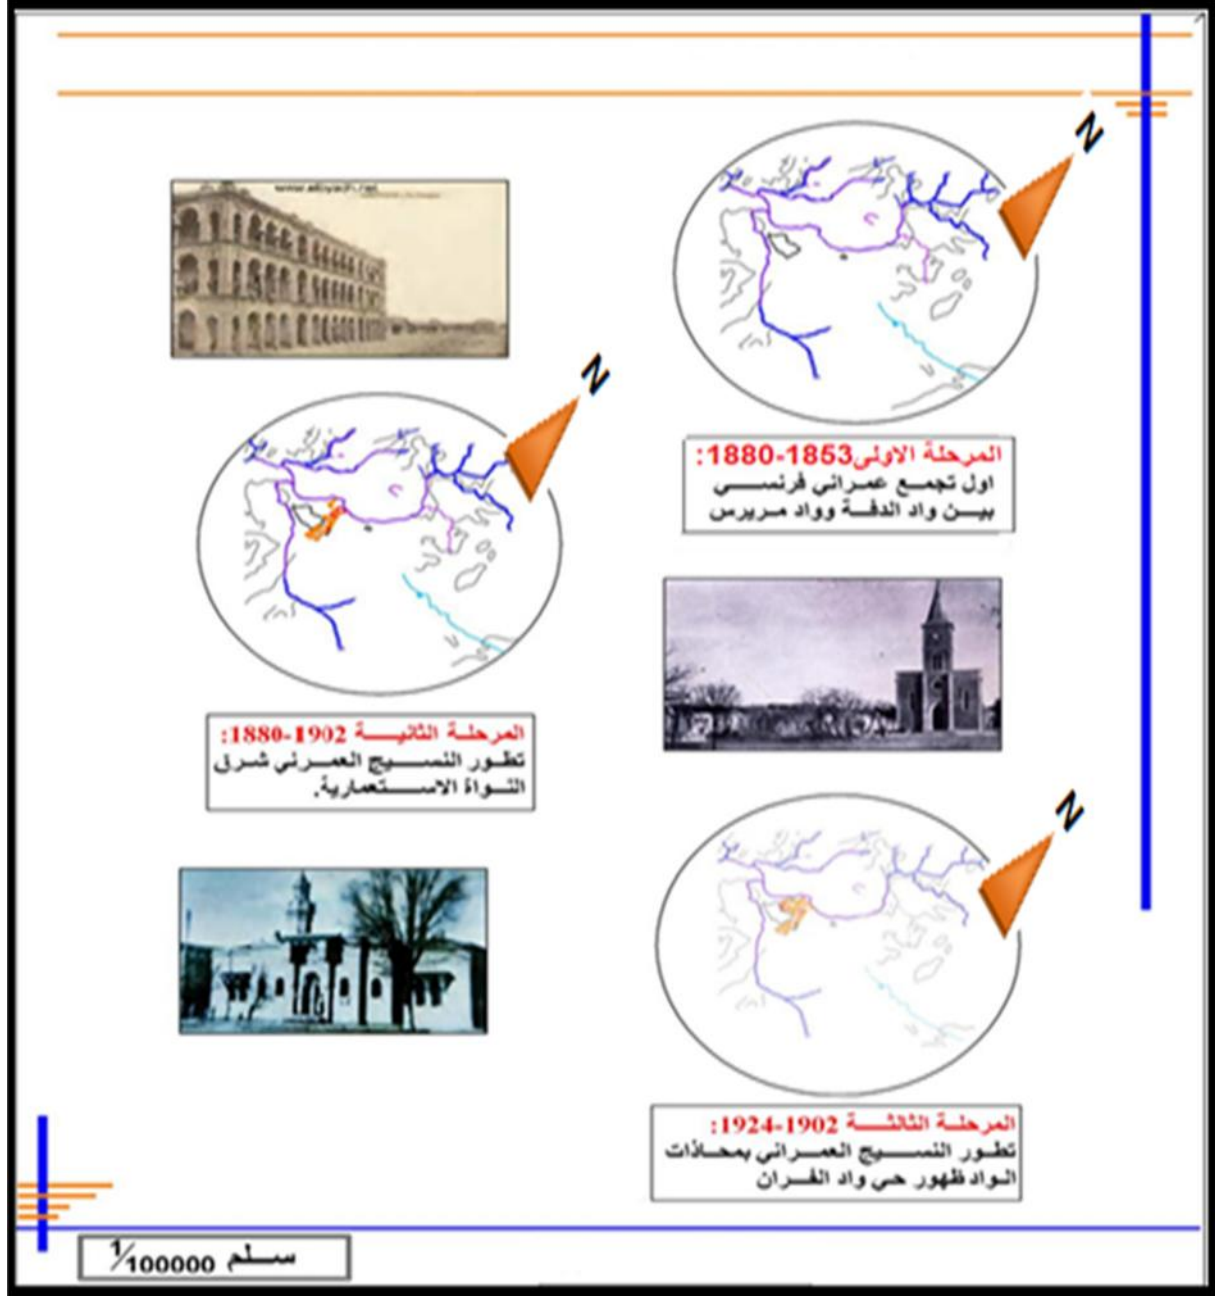 N
المرحلة الاولى1853-1880:
اول تجمع عمراني فرنسي
بين واد الدفة وواد مريرس
N
المرحلة الثانية 1902-1880:
تطور النسيج العمرني شرق
النواة الاستعمارية.
N
المرحلة الثالثة 1902-1924:
تطور النسيج العمراني بمحاذات
الواد ظهور حي واد الفران
سلم 1/100000